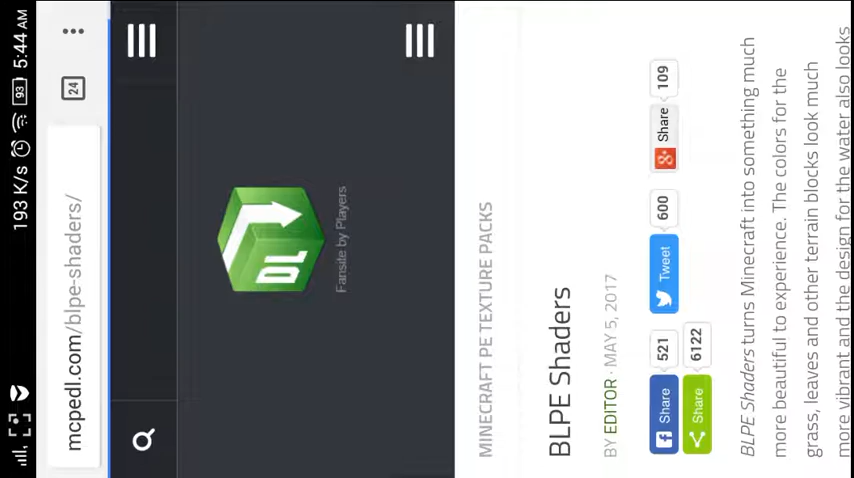 193 K/s 93 5:44 AM
mcpedl.com/blpe-shaders/
24
DL
Fansite by Players
MINECRAFT PE TEXTURE PACKS
BLPE Shaders
BY EDITOR · MAY 5, 2017
Share 521 Tweet 600 Share 109
Share 6122
BLPE Shaders turns Minecraft into something much
more beautiful to experience. The colors for the
grass, leaves and other terrain blocks look much
more vibrant and the design for the water also looks